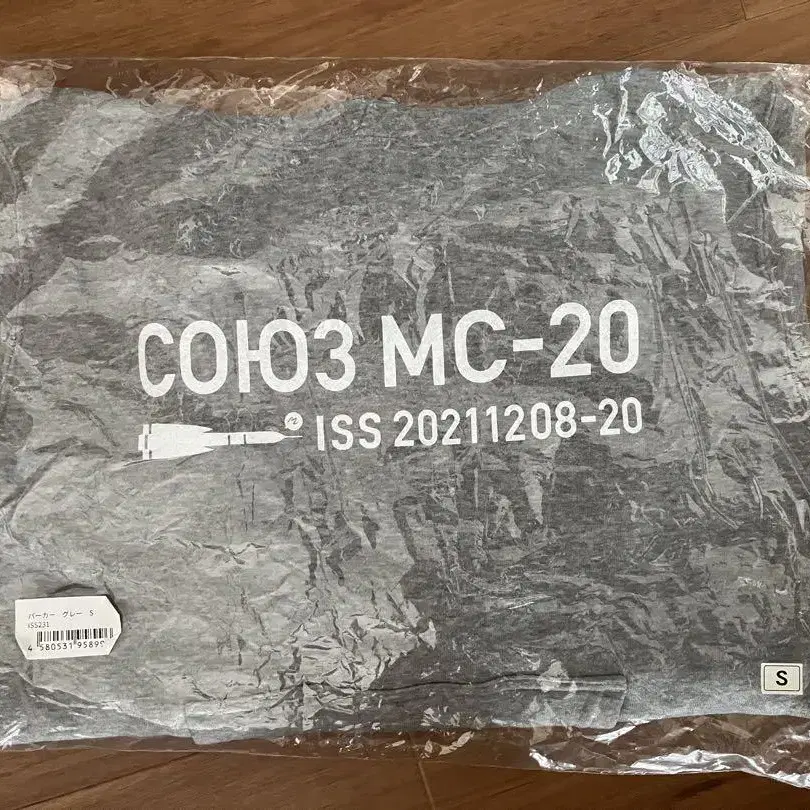 СОЮЗ МС-20
ISS 20211208-20
パーカー グレー S
ISS231
4 580531 95899
S